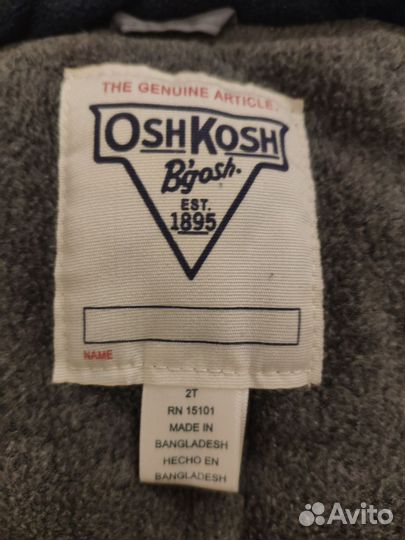 THE GENUINE ARTICLE.
OSHKOSH
B'gosh.
EST.
1895
NAME
2T
RN 15101
MADE IN
BANGLADESH
HECHO EN
BANGLADESH
Avito